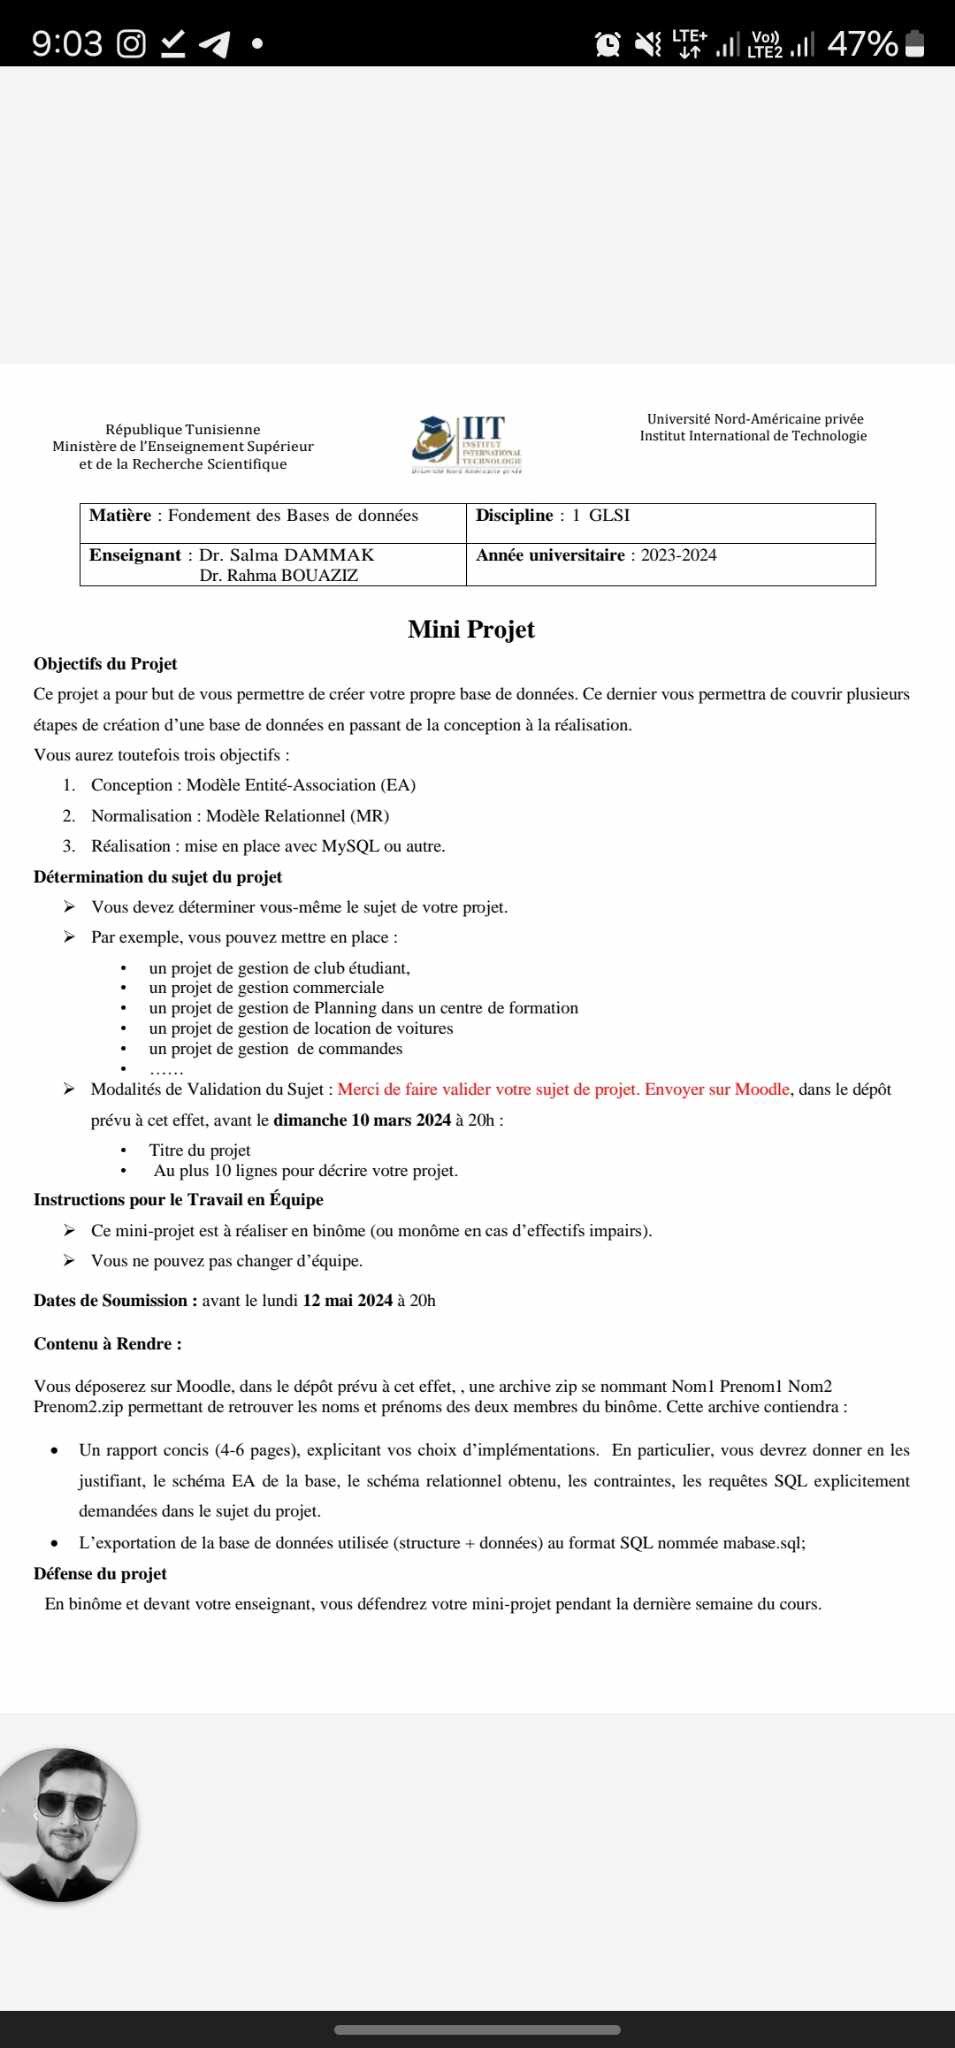 9:03
LTE+
Vo))
LTE2
47%
République Tunisienne
Ministère de l'Enseignement Supérieur
et de la Recherche Scientifique
IIT
INSTITUT
INTERNATIONAL
TECHNOLOGIE
Université Nord Américaine privée
Université Nord-Américaine privée
Institut International de Technologie
Matière : Fondement des Bases de données
Discipline : 1 GLSI
Enseignant : Dr. Salma DAMMAK
Dr. Rahma BOUAZIZ
Année universitaire : 2023-2024
Mini Projet
Objectifs du Projet
Ce projet a pour but de vous permettre de créer votre propre base de données. Ce dernier vous permettra de couvrir plusieurs
étapes de création d'une base de données en passant de la conception à la réalisation.
Vous aurez toutefois trois objectifs :
1. Conception : Modèle Entité-Association (EA)
2. Normalisation : Modèle Relationnel (MR)
3. Réalisation : mise en place avec MySQL ou autre.
Détermination du sujet du projet
➢ Vous devez déterminer vous-même le sujet de votre projet.
➢ Par exemple, vous pouvez mettre en place :
• un projet de gestion de club étudiant,
• un projet de gestion commerciale
• un projet de gestion de Planning dans un centre de formation
• un projet de gestion de location de voitures
• un projet de gestion de commandes
• ……
➢ Modalités de Validation du Sujet : Merci de faire valider votre sujet de projet. Envoyer sur Moodle, dans le dépôt
prévu à cet effet, avant le dimanche 10 mars 2024 à 20h :
• Titre du projet
• Au plus 10 lignes pour décrire votre projet.
Instructions pour le Travail en Équipe
➢ Ce mini-projet est à réaliser en binôme (ou monôme en cas d'effectifs impairs).
➢ Vous ne pouvez pas changer d'équipe.
Dates de Soumission : avant le lundi 12 mai 2024 à 20h
Contenu à Rendre :
Vous déposerez sur Moodle, dans le dépôt prévu à cet effet, , une archive zip se nommant Nom1 Prenom1 Nom2
Prenom2.zip permettant de retrouver les noms et prénoms des deux membres du binôme. Cette archive contiendra :
• Un rapport concis (4-6 pages), explicitant vos choix d'implémentations. En particulier, vous devrez donner en les
justifiant, le schéma EA de la base, le schéma relationnel obtenu, les contraintes, les requêtes SQL explicitement
demandées dans le sujet du projet.
• L'exportation de la base de données utilisée (structure + données) au format SQL nommée mabase.sql;
Défense du projet
En binôme et devant votre enseignant, vous défendrez votre mini-projet pendant la dernière semaine du cours.